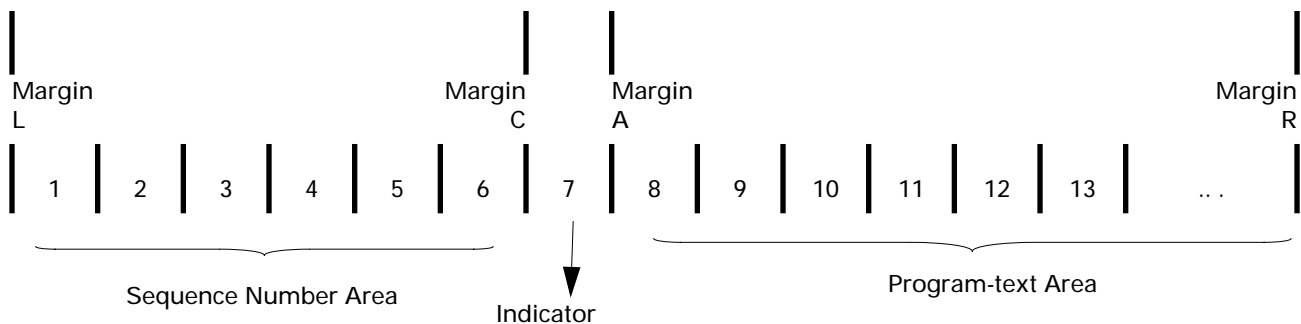 Margin Margin Margin Margin
L C A R
1 2 3 4 5 6 7 8 9 10 11 12 13 .. .
Sequence Number Area
Program-text Area
Indicator